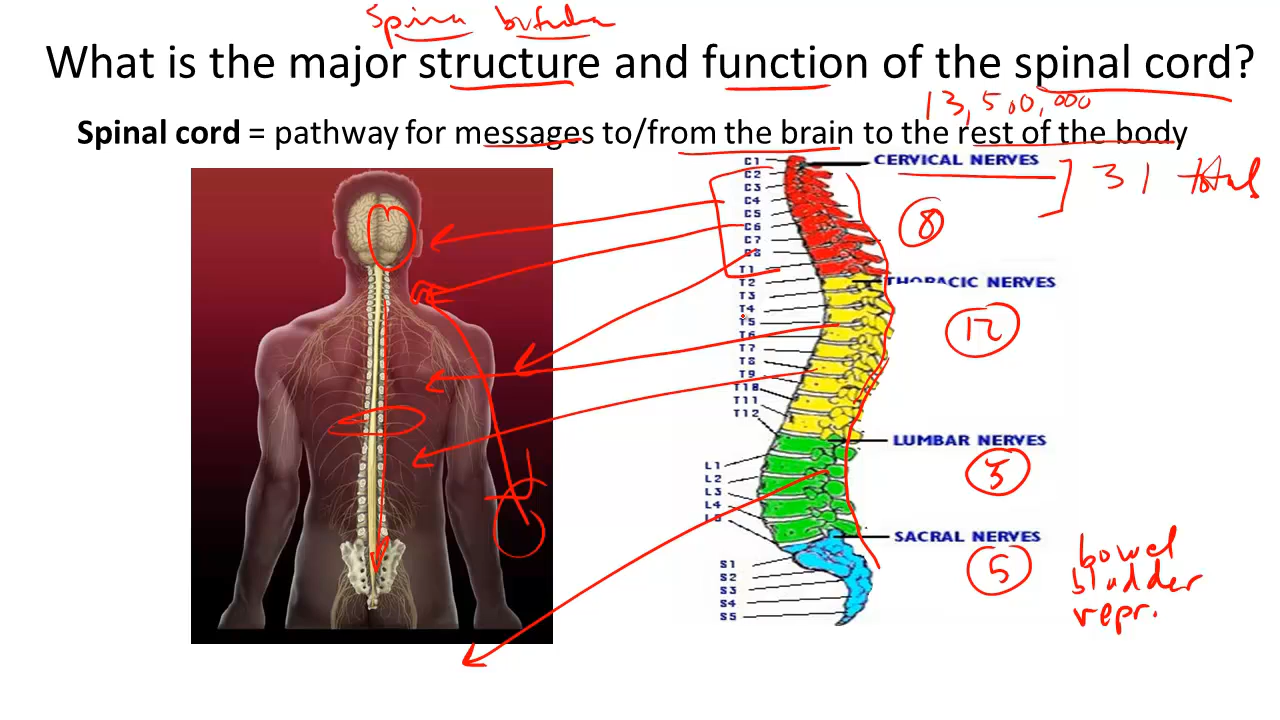 Spina bifida
What is the major structure and function of the spinal cord?
13,500,000
Spinal cord = pathway for messages to/from the brain to the rest of the body
C1
CERVICAL NERVES
31 total
C2
C3
C4
C5
8
C6
C7
C8
T1
T2
THORACIC NERVES
T3
T4
T5
12
T6
T7
T8
T9
T10
T11
T12
LUMBAR NERVES
L1
L2
5
L3
L4
L5
SACRAL NERVES
bowel
S1
5
S2
bladder
S3
S4
repr.
S5